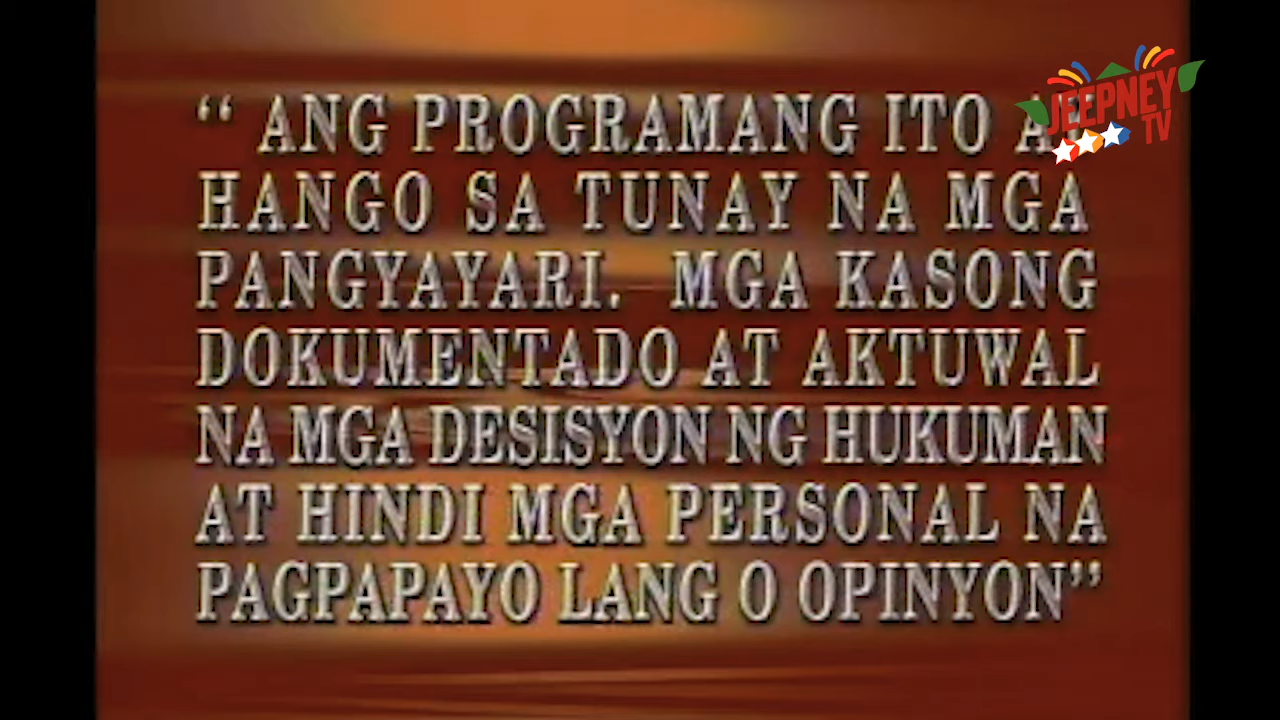 “ ANG PROGRAMANG ITO AY
HANGO SA TUNAY NA MGA
PANGYAYARI. MGA KASONG
DOKUMENTADO AT AKTUWAL
NA MGA DESISYON NG HUKUMAN
AT HINDI MGA PERSONAL NA
PAGPAPAYO LANG O OPINYON”
JEEPNEY
TV